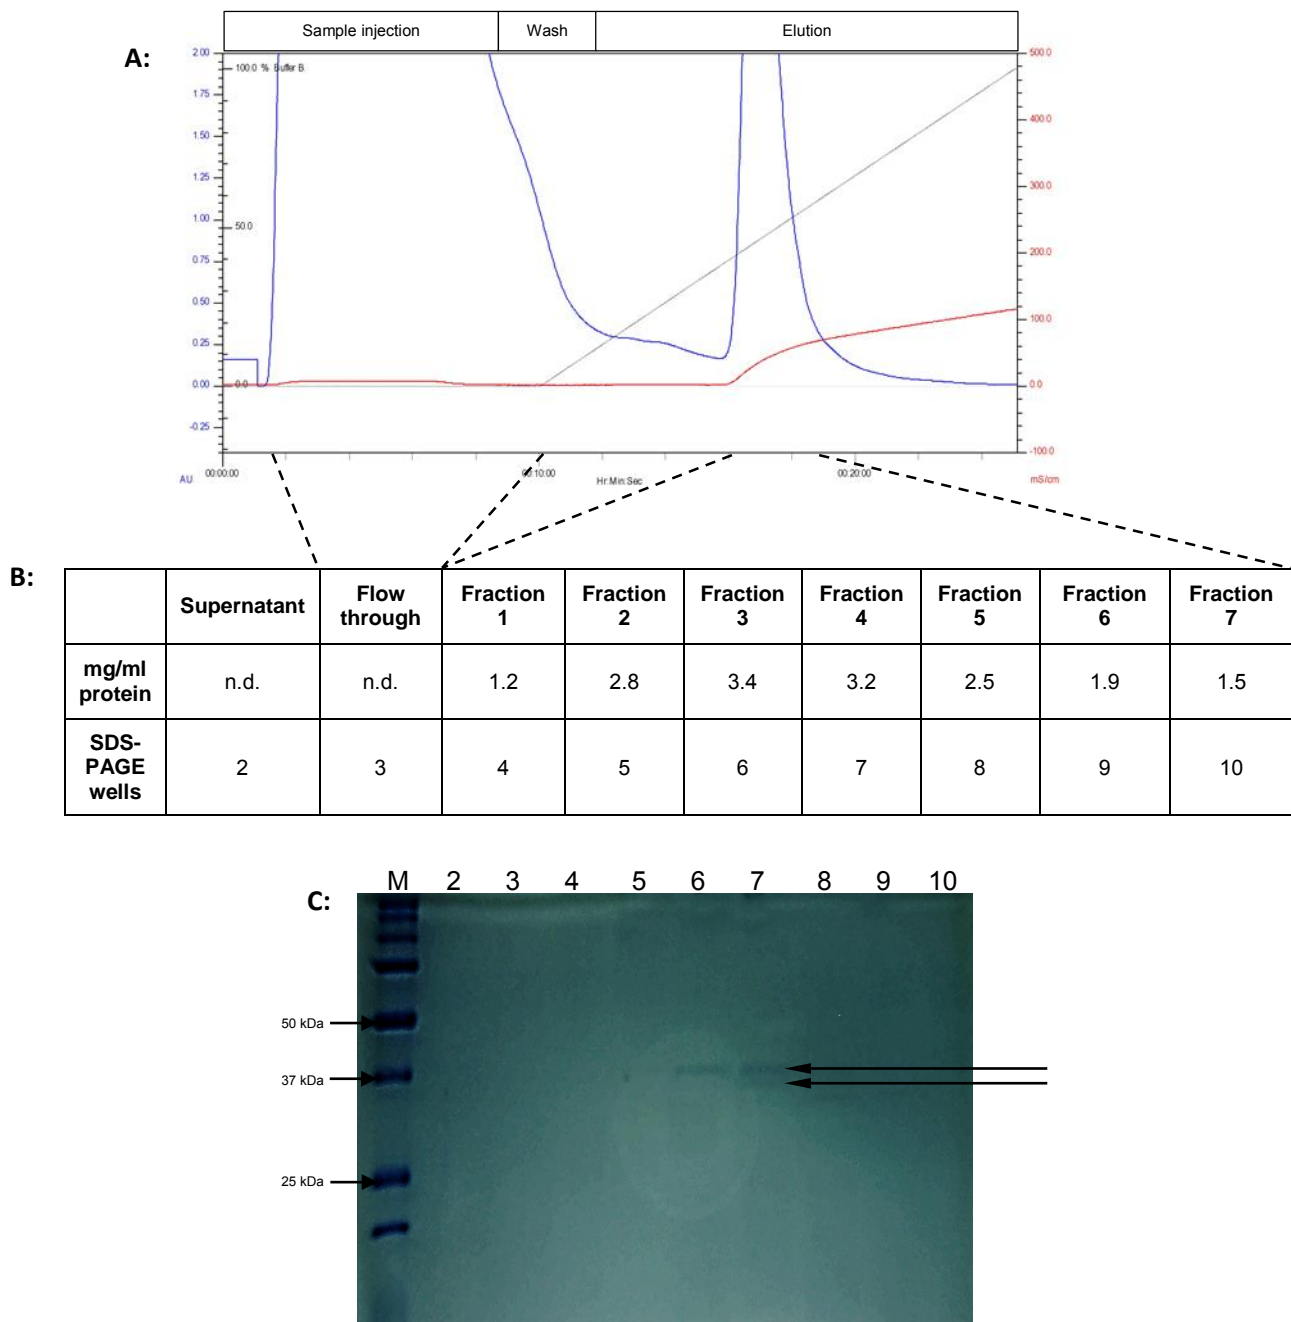 Sample injection Wash Elution
A:
2.00 100.0 % Buffer B 500.0
1.75
1.50 400.0
1.25
300.0
1.00 50.0
0.75 200.0
0.50
100.0
0.25
0.00 0.0 0.0
-0.25
-100.0
AU 00:00:00 00:10:00 Hr:Min:Sec 00:20:00 mS/cm
B:
Supernatant Flow through Fraction 1 Fraction 2 Fraction 3 Fraction 4 Fraction 5 Fraction 6 Fraction 7
mg/ml protein n.d. n.d. 1.2 2.8 3.4 3.2 2.5 1.9 1.5
SDS-PAGE wells 2 3 4 5 6 7 8 9 10
C:
M 2 3 4 5 6 7 8 9 10
50 kDa
37 kDa
25 kDa